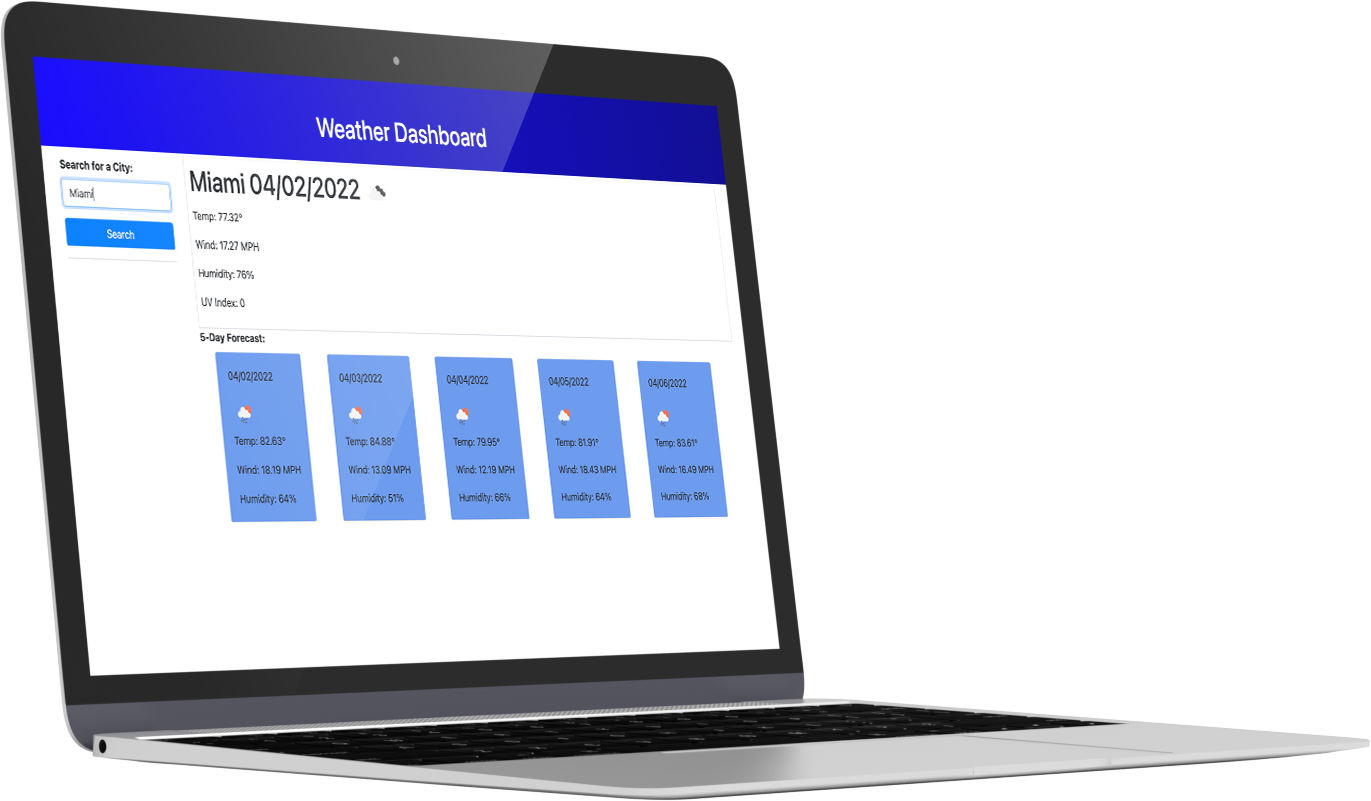 Weather Dashboard
Search for a City:
Miami
Search
Miami 04/02/2022
Temp: 77.32°
Wind: 17.27 MPH
Humidity: 76%
UV Index: 0
5-Day Forecast:
04/02/2022
Temp: 82.63°
Wind: 18.19 MPH
Humidity: 64%
04/03/2022
Temp: 84.88°
Wind: 13.09 MPH
Humidity: 51%
04/04/2022
Temp: 79.95°
Wind: 12.19 MPH
Humidity: 66%
04/05/2022
Temp: 81.91°
Wind: 18.43 MPH
Humidity: 64%
04/06/2022
Temp: 83.61°
Wind: 16.49 MPH
Humidity: 68%